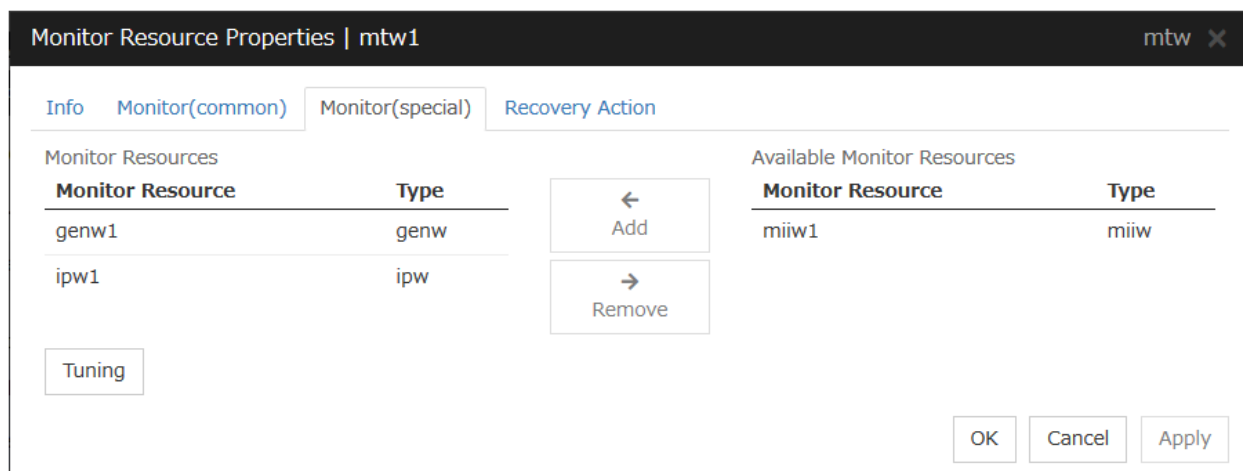 Monitor Resource Properties | mtw1 mtw ×
Info Monitor(common) Monitor(special) Recovery Action
Monitor Resources Available Monitor Resources
Monitor Resource Type Monitor Resource Type
← Add
genw1 genw miiw1 miiw
ipw1 ipw
→ Remove
Tuning
OK Cancel Apply